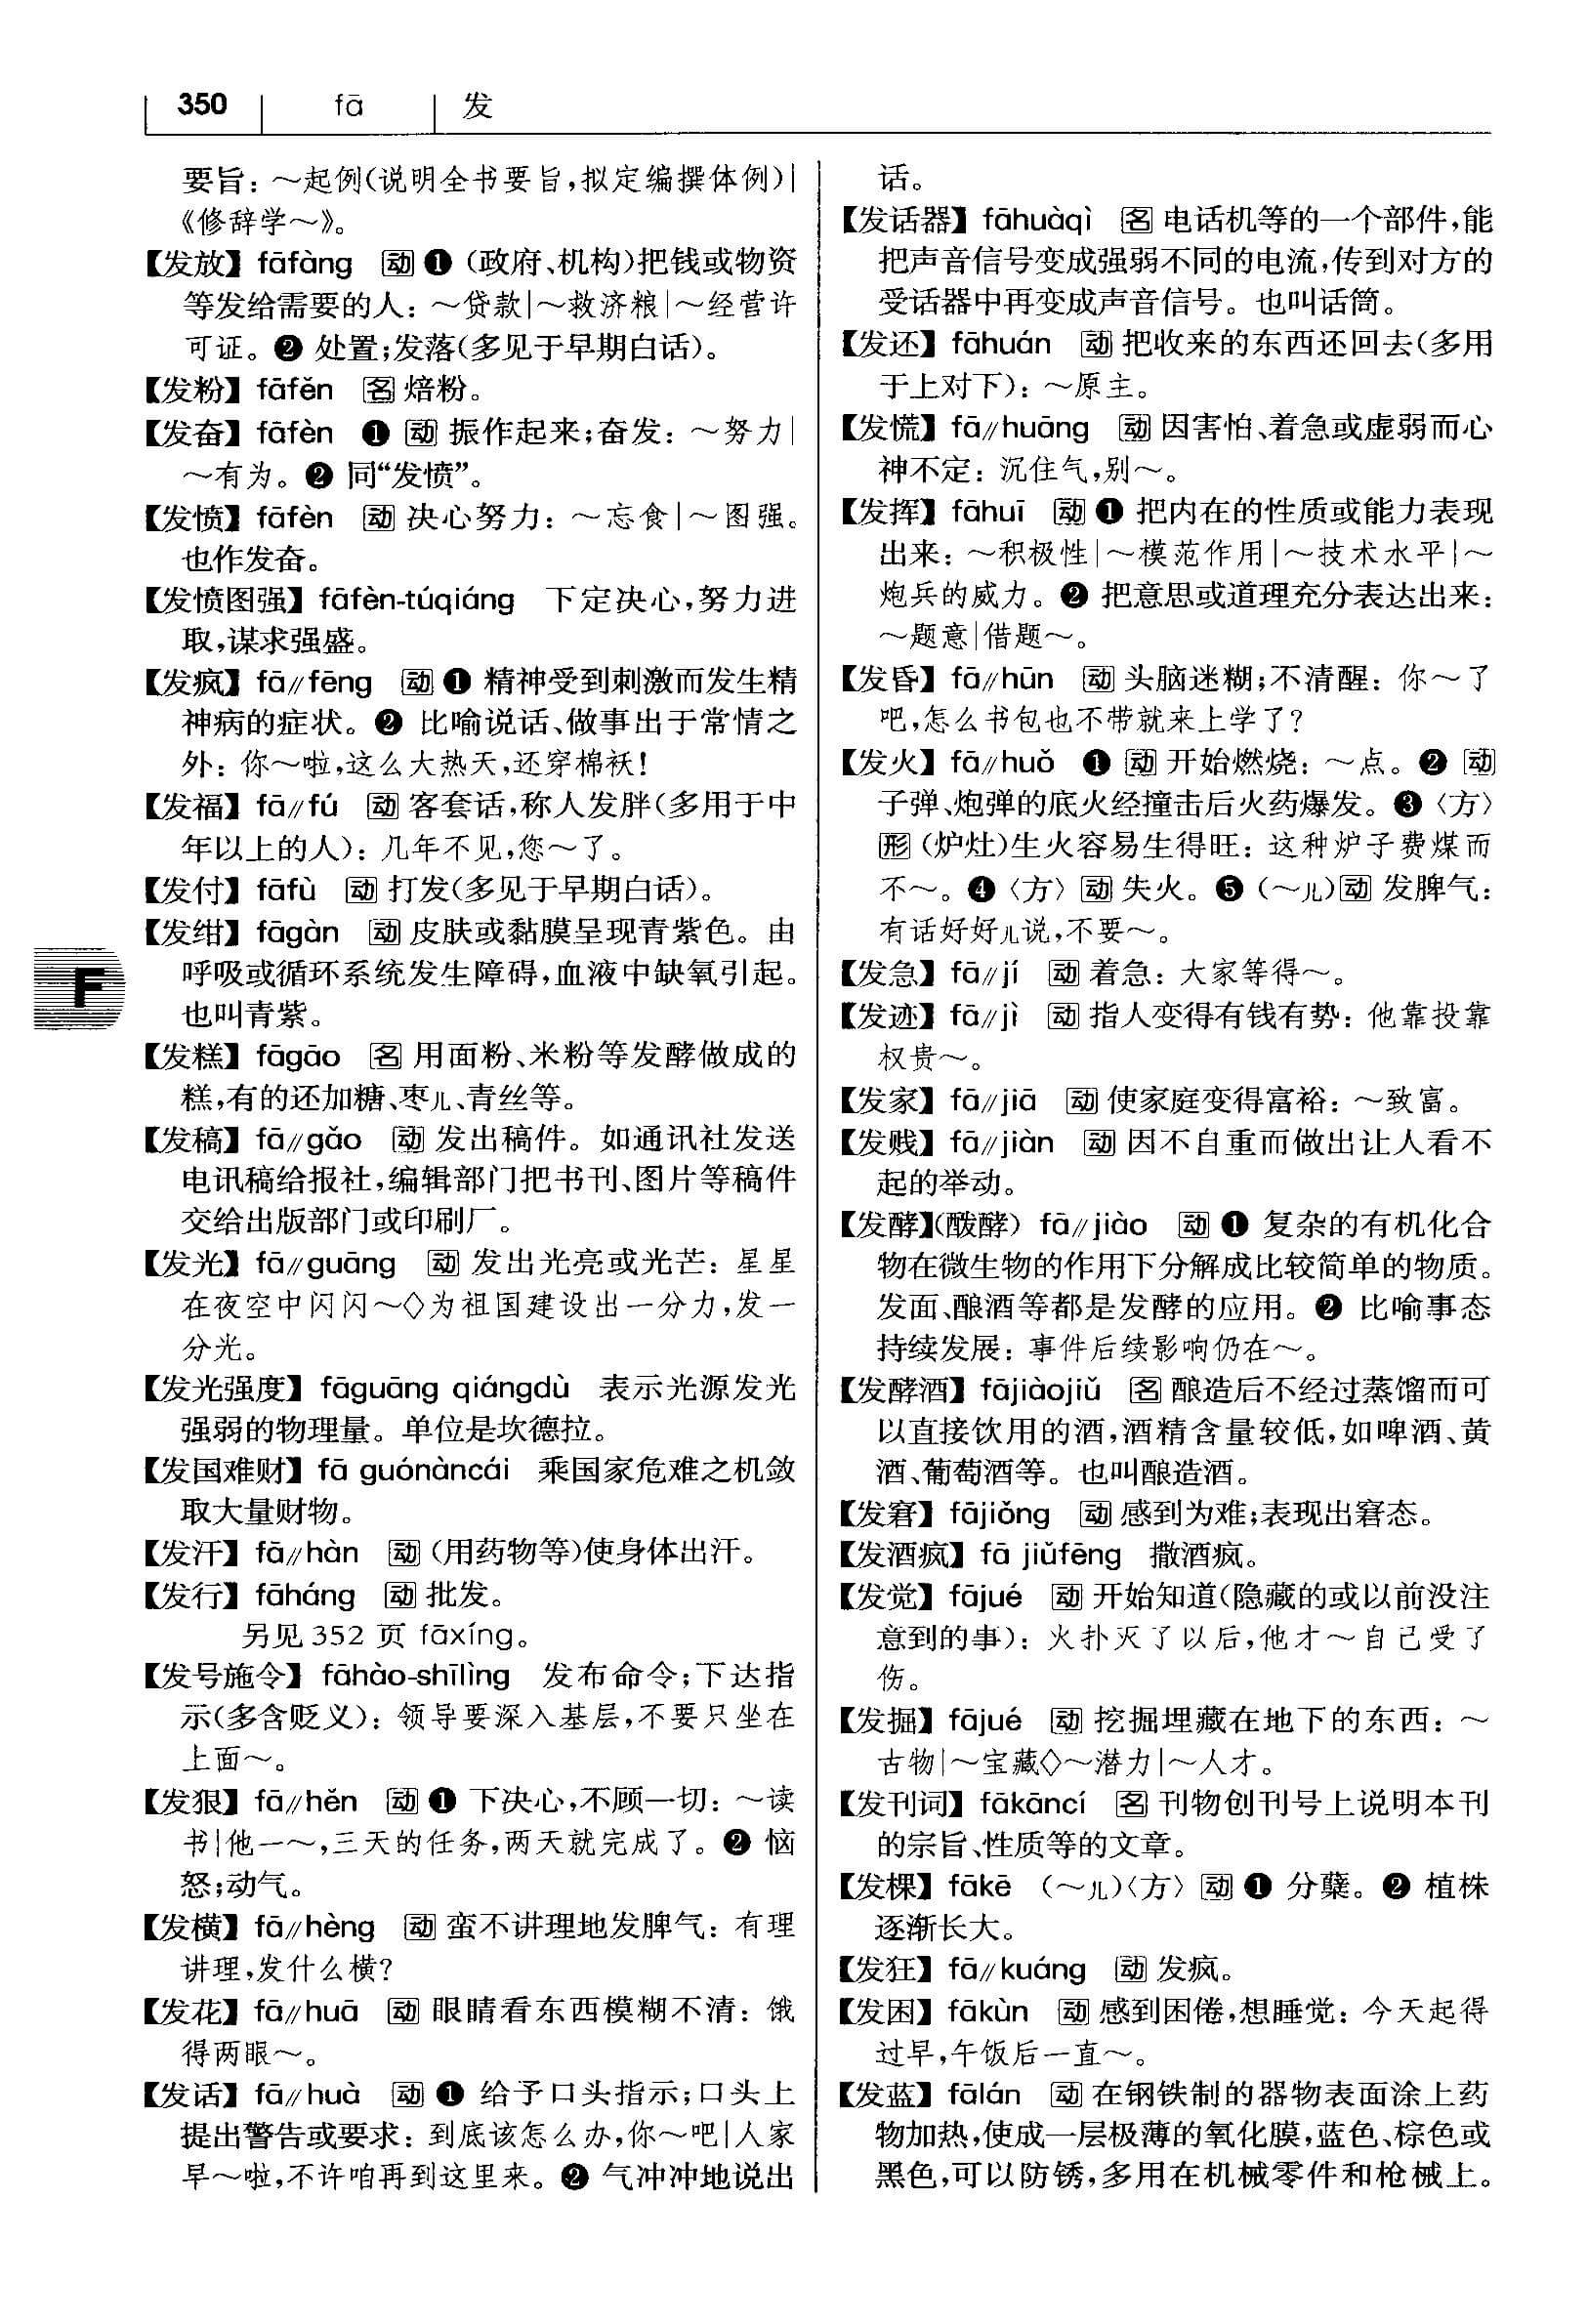 350 fā 发
要旨：～起例(说明全书要旨,拟定编撰体例)|
《修辞学～》。
【发放】fāfàng 动 ❶ (政府、机构)把钱或物资
等发给需要的人：～贷款|～救济粮|～经营许
可证。❷ 处置;发落(多见于早期白话)。
【发粉】fāfěn 名 焙粉。
【发奋】fāfèn ❶ 动 振作起来;奋发：～努力|
～有为。❷ 同“发愤”。
【发愤】fāfèn 动 决心努力：～忘食|～图强。
也作发奋。
【发愤图强】fāfèn-túqiáng 下定决心,努力进
取,谋求强盛。
【发疯】fā//fēng 动 ❶ 精神受到刺激而发生精
神病的症状。❷ 比喻说话、做事出于常情之
外：你～啦,这么大热天,还穿棉袄!
【发福】fā//fú 动 客套话,称人发胖(多用于中
年以上的人)：几年不见,您～了。
【发付】fāfù 动 打发(多见于早期白话)。
【发绀】fāgàn 动 皮肤或黏膜呈现青紫色。由
呼吸或循环系统发生障碍,血液中缺氧引起。
也叫青紫。
【发糕】fāgāo 名 用面粉、米粉等发酵做成的
糕,有的还加糖、枣儿、青丝等。
【发稿】fā//gǎo 动 发出稿件。如通讯社发送
电讯稿给报社,编辑部门把书刊、图片等稿件
交给出版部门或印刷厂。
【发光】fā//guāng 动 发出光亮或光芒：星星
在夜空中闪闪～◇为祖国建设出一分力,发一
分光。
【发光强度】fāguāng qiángdù 表示光源发光
强弱的物理量。单位是坎德拉。
【发国难财】fā guónàncái 乘国家危难之机敛
取大量财物。
【发汗】fā//hàn 动 (用药物等)使身体出汗。
【发行】fāháng 动 批发。
另见 352 页 fāxíng。
【发号施令】fāhào-shīlìng 发布命令;下达指
示(多含贬义)：领导要深入基层,不要只坐在
上面～。
【发狠】fā//hěn 动 ❶ 下决心,不顾一切：～读
书|他一～,三天的任务,两天就完成了。❷ 恼
怒;动气。
【发横】fā//hèng 动 蛮不讲理地发脾气：有理
讲理,发什么横?
【发花】fā//huā 动 眼睛看东西模糊不清：饿
得两眼～。
【发话】fā//huà 动 ❶ 给予口头指示;口头上
提出警告或要求：到底该怎么办,你～吧|人家
早～啦,不许咱再到这里来。❷ 气冲冲地说出
F
话。
【发话器】fāhuàqì 名 电话机等的一个部件,能
把声音信号变成强弱不同的电流,传到对方的
受话器中再变成声音信号。也叫话筒。
【发还】fāhuán 动 把收来的东西还回去(多用
于上对下)：～原主。
【发慌】fā//huāng 动 因害怕、着急或虚弱而心
神不定：沉住气,别～。
【发挥】fāhuī 动 ❶ 把内在的性质或能力表现
出来：～积极性|～模范作用|～技术水平|～
炮兵的威力。❷ 把意思或道理充分表达出来：
～题意|借题～。
【发昏】fā//hūn 动 头脑迷糊;不清醒：你～了
吧,怎么书包也不带就来上学了?
【发火】fā//huǒ ❶ 动 开始燃烧：～点。❷ 动
子弹、炮弹的底火经撞击后火药爆发。❸〈方〉
形 (炉灶)生火容易生得旺：这种炉子费煤而
不～。❹〈方〉动 失火。❺ (～儿)动 发脾气：
有话好好儿说,不要～。
【发急】fā//jí 动 着急：大家等得～。
【发迹】fā//jì 动 指人变得有钱有势：他靠投靠
权贵～。
【发家】fā//jiā 动 使家庭变得富裕：～致富。
【发贱】fā//jiàn 动 因不自重而做出让人看不
起的举动。
【发酵】(醱酵) fā//jiào 动 ❶ 复杂的有机化合
物在微生物的作用下分解成比较简单的物质。
发面、酿酒等都是发酵的应用。❷ 比喻事态
持续发展：事件后续影响仍在～。
【发酵酒】fājiàojiǔ 名 酿造后不经过蒸馏而可
以直接饮用的酒,酒精含量较低,如啤酒、黄
酒、葡萄酒等。也叫酿造酒。
【发窘】fājiǒng 动 感到为难;表现出窘态。
【发酒疯】fā jiǔfēng 撒酒疯。
【发觉】fājué 动 开始知道(隐藏的或以前没注
意到的事)：火扑灭了以后,他才～自己受了
伤。
【发掘】fājué 动 挖掘埋藏在地下的东西：～
古物|～宝藏◇～潜力|～人才。
【发刊词】fākāncí 名 刊物创刊号上说明本刊
的宗旨、性质等的文章。
【发棵】fākē (～儿)〈方〉动 ❶ 分蘖。❷ 植株
逐渐长大。
【发狂】fā//kuáng 动 发疯。
【发困】fākùn 动 感到困倦,想睡觉：今天起得
过早,午饭后一直～。
【发蓝】fālán 动 在钢铁制的器物表面涂上药
物加热,使成一层极薄的氧化膜,蓝色、棕色或
黑色,可以防锈,多用在机械零件和枪械上。